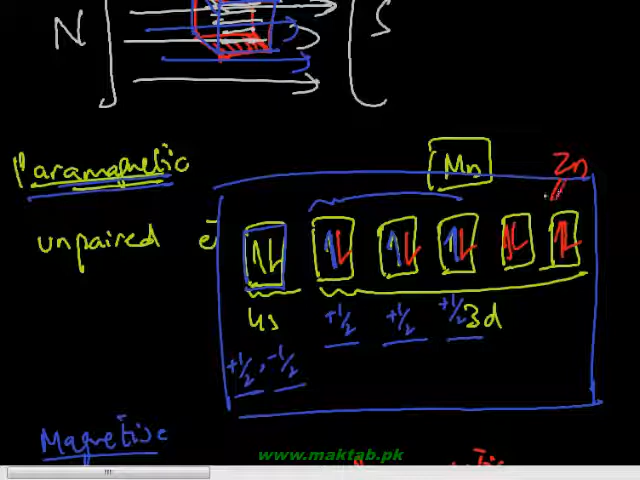 N S
Paramagnetic
Mn
Zn
unpaired e⁻
4s +1/2 +1/2 +1/2 3d
+1/2, -1/2
Magnetise
www.maktab.pk